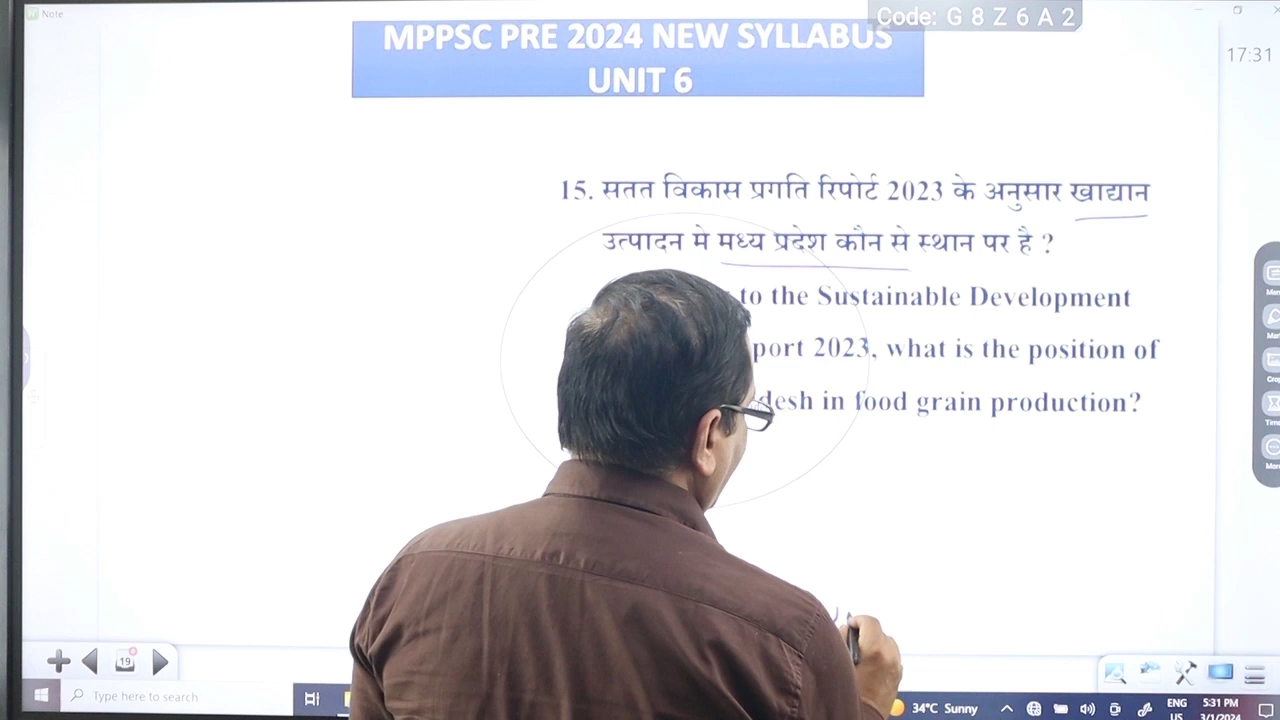 Note
Code: G 8 Z 6 A 2
MPPSC PRE 2024 NEW SYLLABUS
UNIT 6
17:31
15. सतत विकास प्रगति रिपोर्ट 2023 के अनुसार खाद्यान
उत्पादन मे मध्य प्रदेश कौन से स्थान पर है ?
to the Sustainable Development
port 2023, what is the position of
desh in food grain production?
19
Type here to search
34°C Sunny
ENG
US
5:31 PM
3/1/2024